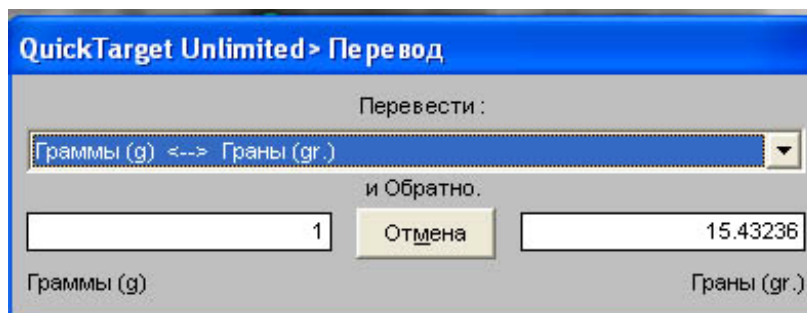 QuickTarget Unlimited> Перевод
Перевести :
Граммы (g) <--> Граны (gr.)
и Обратно.
1 Отмена 15.43236
Граммы (g) Граны (gr.)